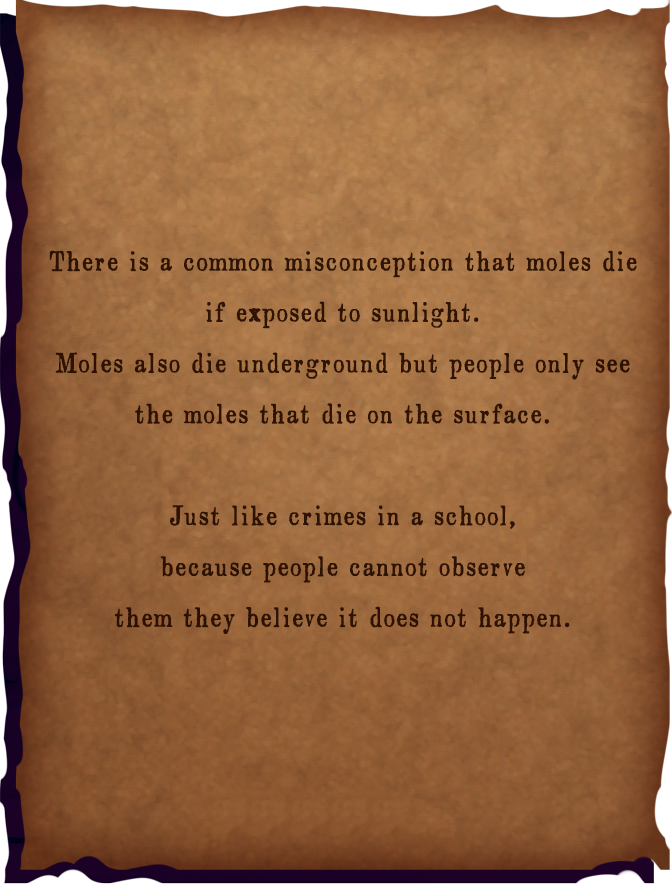 There is a common misconception that moles die
if exposed to sunlight.
Moles also die underground but people only see
the moles that die on the surface.
Just like crimes in a school,
because people cannot observe
them they believe it does not happen.